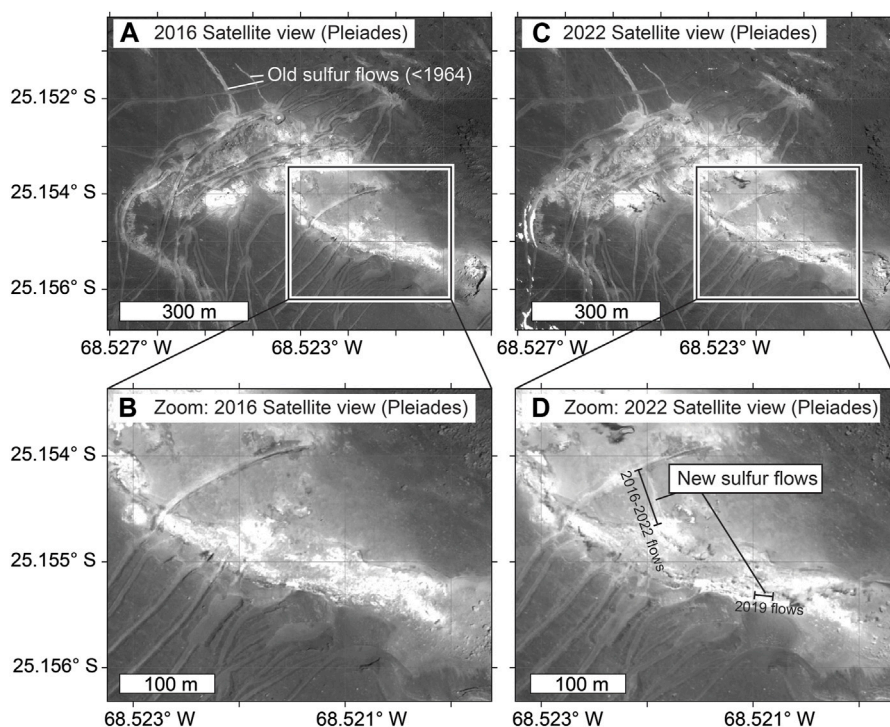 A 2016 Satellite view (Pleiades)
Old sulfur flows (<1964)
25.152° S
25.154° S
25.156° S
300 m
68.527° W
68.523° W
C 2022 Satellite view (Pleiades)
300 m
68.527° W
68.523° W
B Zoom: 2016 Satellite view (Pleiades)
25.154° S
25.155° S
25.156° S
100 m
68.523° W
68.521° W
D Zoom: 2022 Satellite view (Pleiades)
New sulfur flows
2016-2022 flows
2019 flows
100 m
68.523° W
68.521° W